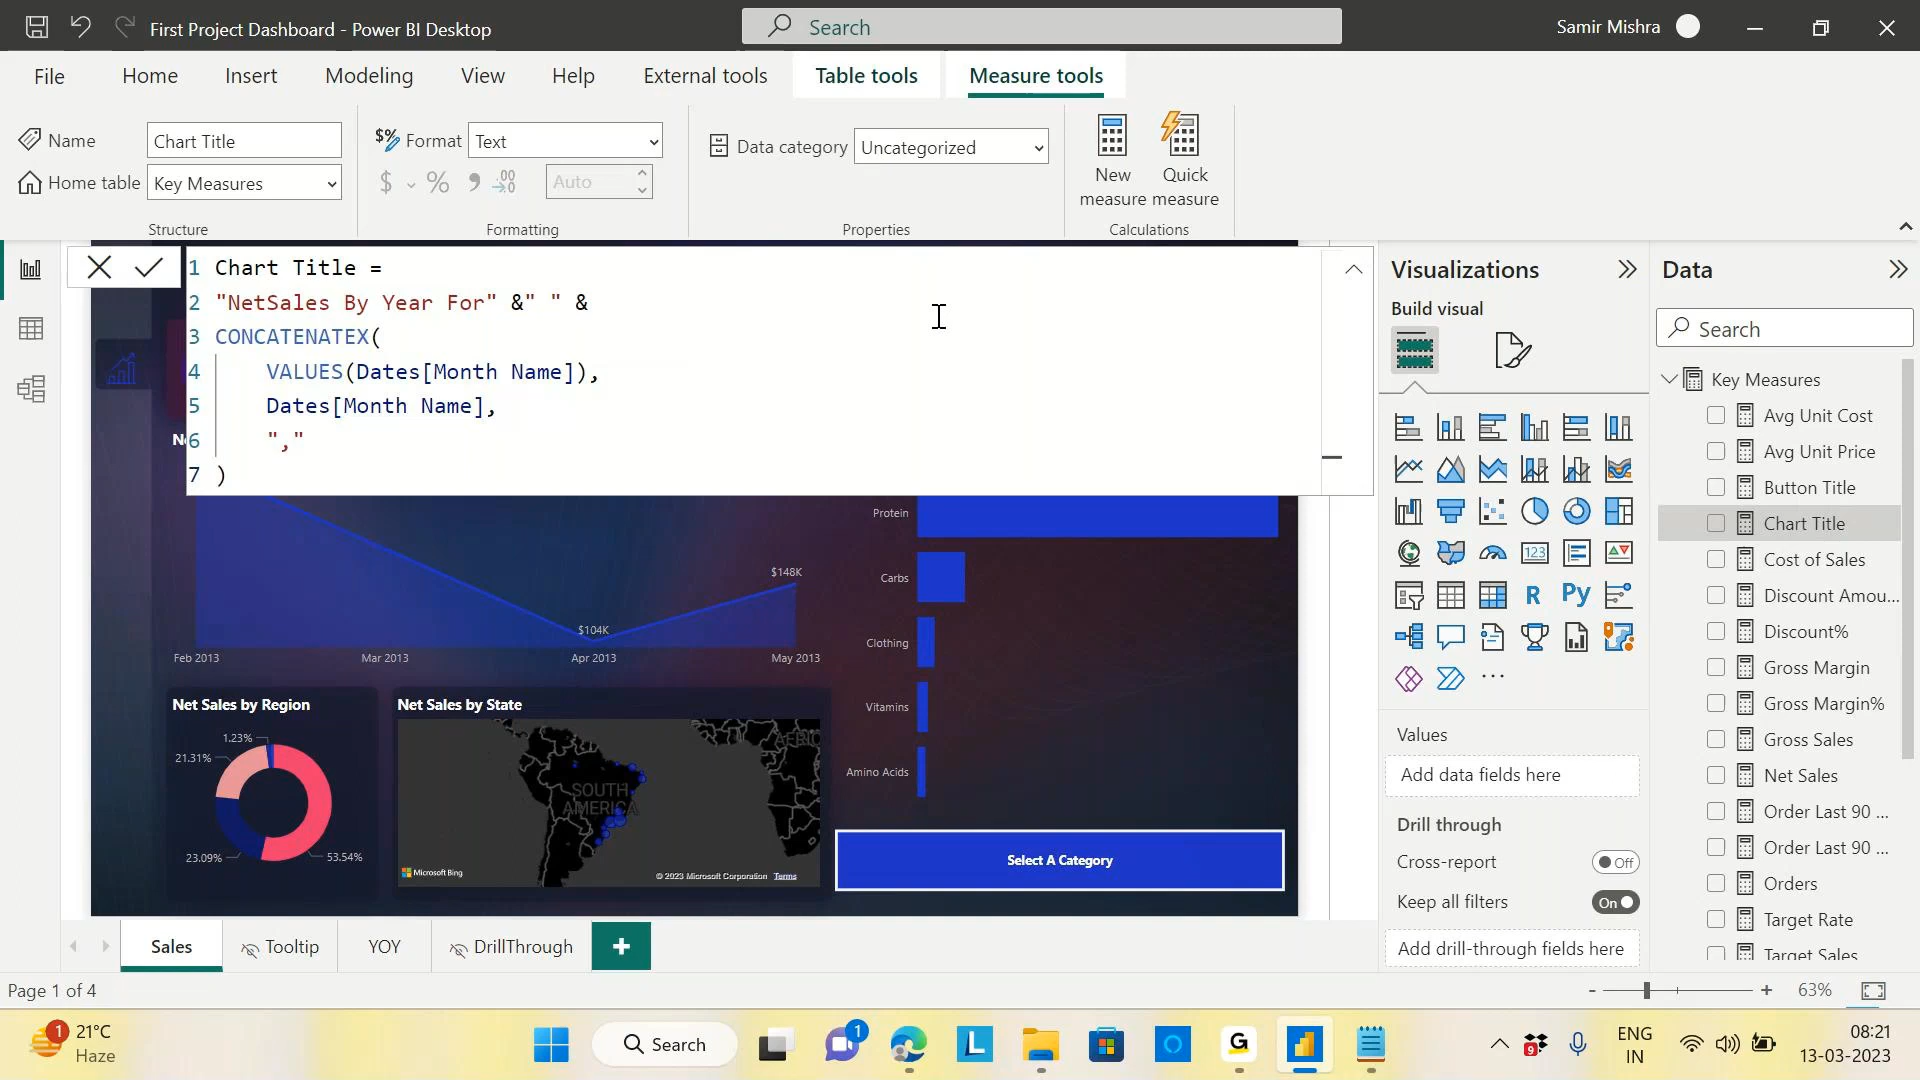 First Project Dashboard - Power BI Desktop
Search
Samir Mishra
File Home Insert Modeling View Help External tools Table tools Measure tools
Name Chart Title
Home table Key Measures
Structure
$% Format Text
$ % 9 .00 Auto
Formatting
Data category Uncategorized
Properties
New measure
Quick measure
Calculations
1 Chart Title =
2 "NetSales By Year For" &" " &
3 CONCATENATEX(
4 VALUES(Dates[Month Name]),
5 Dates[Month Name],
6 ","
7 )
$148K
$104K
Feb 2013 Mar 2013 Apr 2013 May 2013
Protein
Carbs
Clothing
Vitamins
Amino Acids
Net Sales by Region
1.23%
21.31%
23.09%
53.54%
Net Sales by State
SOUTH
AMERICA
Microsoft Bing
© 2023 Microsoft Corporation Terms
Select A Category
Visualizations
Build visual
123
R Py
...
Values
Add data fields here
Drill through
Cross-report Off
Keep all filters On
Add drill-through fields here
Data
Search
Key Measures
Avg Unit Cost
Avg Unit Price
Button Title
Chart Title
Cost of Sales
Discount Amou...
Discount%
Gross Margin
Gross Margin%
Gross Sales
Net Sales
Order Last 90 ...
Order Last 90 ...
Orders
Target Rate
Target Sales
Sales Tooltip YOY DrillThrough +
Page 1 of 4
- + 63%
1
21°C
Haze
Search
1
L
G
9
ENG
IN
08:21
13-03-2023